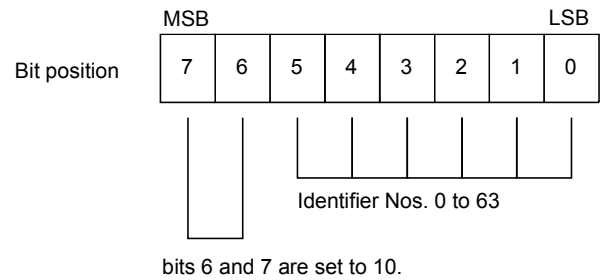 MSB LSB
Bit position 7 6 5 4 3 2 1 0
Identifier Nos. 0 to 63
bits 6 and 7 are set to 10.